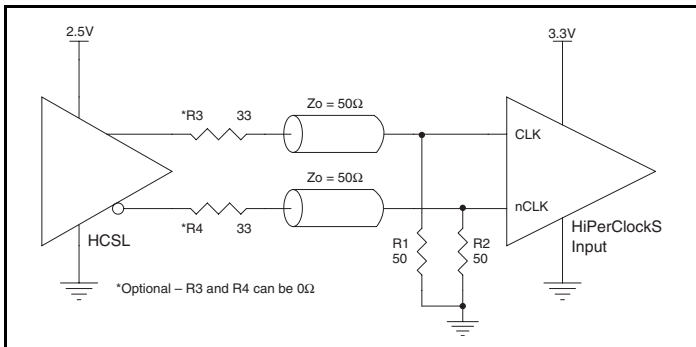 2.5V
3.3V
*R3 33
Zo = 50Ω
CLK
Zo = 50Ω
nCLK
HCSL
*R4 33
R1
50
R2
50
HiPerClockS
Input
*Optional – R3 and R4 can be 0Ω